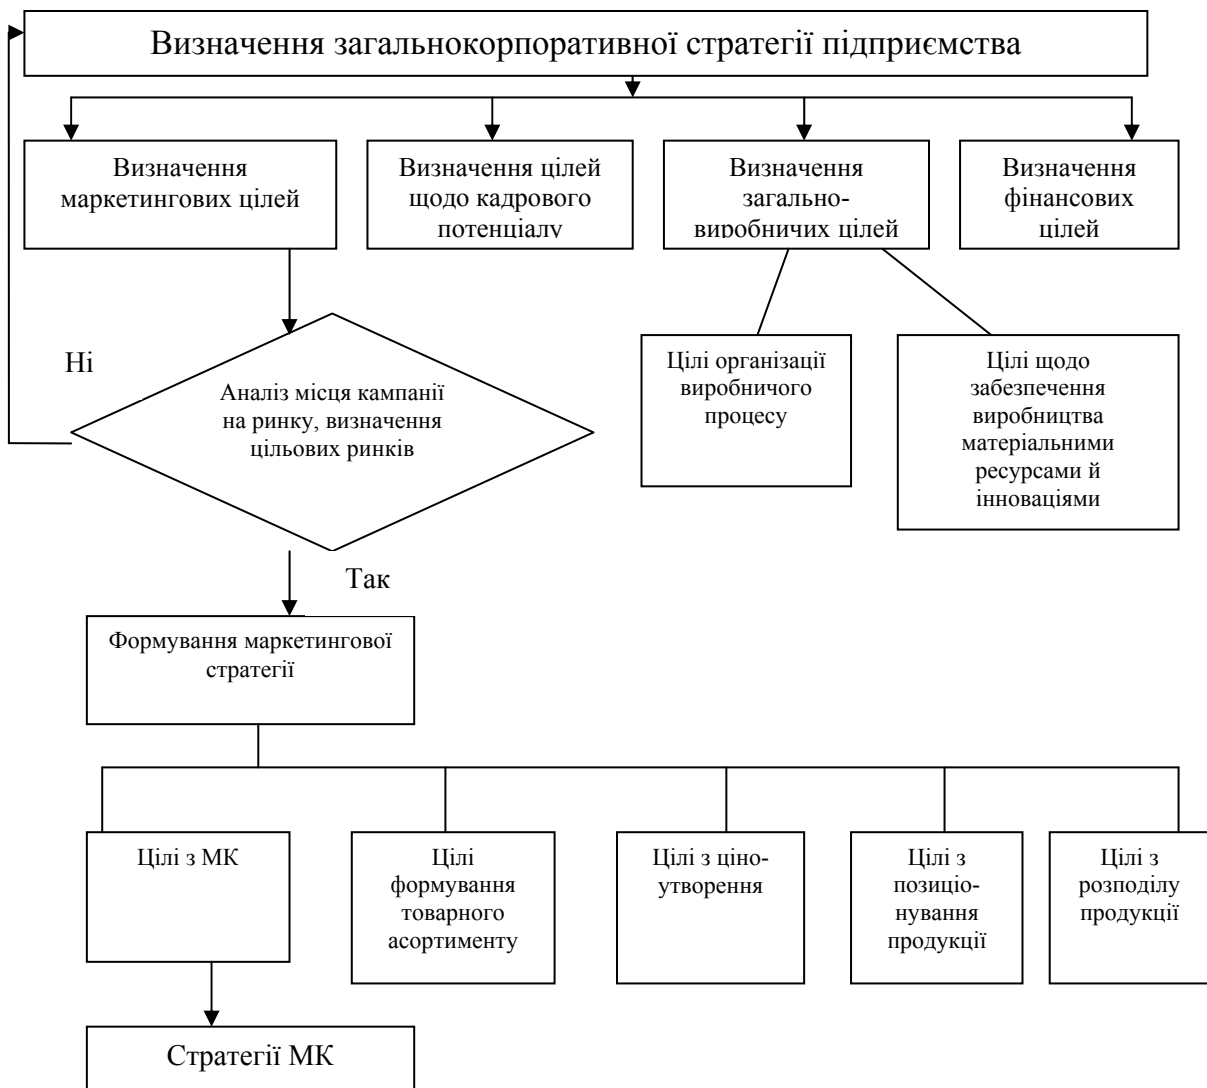 Визначення загальнокорпоративної стратегії підприємства
Визначення
маркетингових цілей
Визначення цілей
щодо кадрового
потенціалу
Визначення
загально-
виробничих цілей
Визначення
фінансових
цілей
Ні
Аналіз місця кампанії
на ринку, визначення
цільових ринків
Цілі організації
виробничого
процесу
Цілі щодо
забезпечення
виробництва
матеріальними
ресурсами й
інноваціями
Так
Формування маркетингової
стратегії
Цілі з МК
Цілі
формування
товарного
асортименту
Цілі з ціно-
утворення
Цілі з
позиціо-
нування
продукції
Цілі з
розподілу
продукції
Стратегії МК